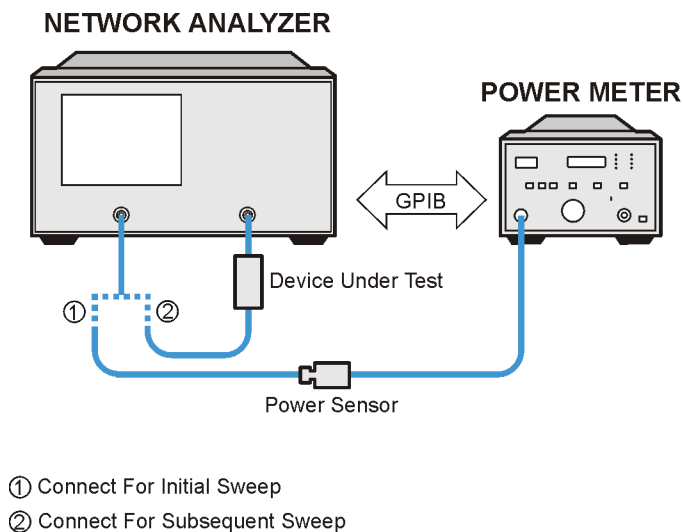 NETWORK ANALYZER
POWER METER
GPIB
Device Under Test
① ②
Power Sensor
① Connect For Initial Sweep
② Connect For Subsequent Sweep